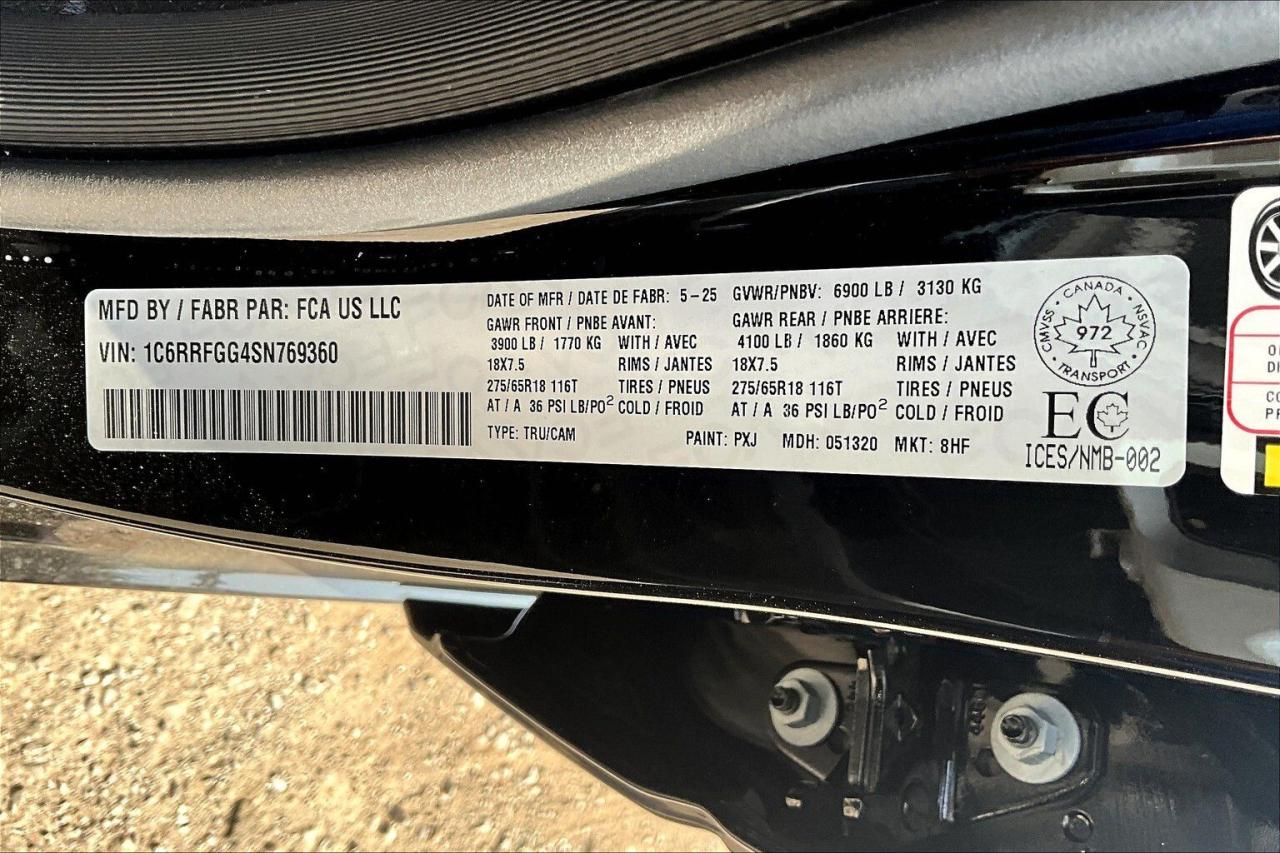 MFD BY / FABR PAR: FCA US LLC
VIN: 1C6RRFGG4SN769360
DATE OF MFR / DATE DE FABR: 5-25
GVWR/PNBV: 6900 LB / 3130 KG
GAWR FRONT / PNBE AVANT:
3900 LB / 1770 KG WITH / AVEC
18X7.5 RIMS / JANTES
275/65R18 116T TIRES / PNEUS
AT / A 36 PSI LB/PO² COLD / FROID
GAWR REAR / PNBE ARRIERE:
4100 LB / 1860 KG WITH / AVEC
18X7.5 RIMS / JANTES
275/65R18 116T TIRES / PNEUS
AT / A 36 PSI LB/PO² COLD / FROID
TYPE: TRU/CAM PAINT: PXJ MDH: 051320 MKT: 8HF
CANADA
CMVSS • NSVAC
972
TRANSPORT
EC
ICES/NMB-002